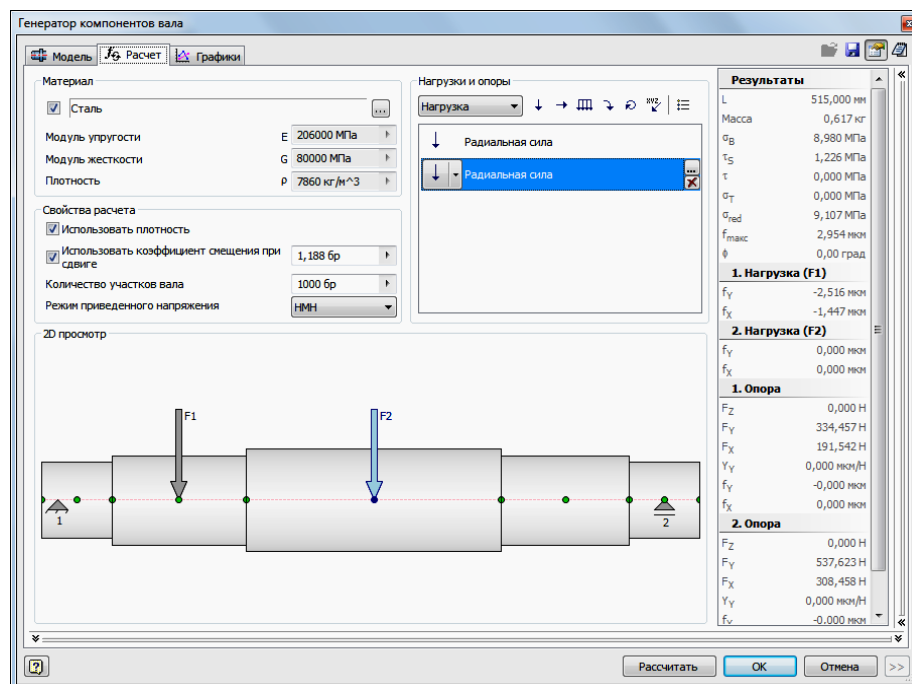 Генератор компонентов вала
Модель
Расчет
Графики
Материал
Сталь
...
Модуль упругости E 206000 МПа
Модуль жесткости G 80000 МПа
Плотность ρ 7860 кг/м^3
Свойства расчета
Использовать плотность
Использовать коэффициент смещения при сдвиге 1,188 бр
Количество участков вала 1000 бр
Режим приведенного напряжения HMH
Нагрузки и опоры
Нагрузка
XYZ
Радиальная сила
Радиальная сила
...
2D просмотр
F1
F2
1
2
Результаты
L 515,000 мм
Масса 0,617 кг
σB 8,980 МПа
τS 1,226 МПа
τ 0,000 МПа
σT 0,000 МПа
σred 9,107 МПа
fмакс 2,954 мкм
ϕ 0,00 град
1. Нагрузка (F1)
fY -2,516 мкм
fX -1,447 мкм
2. Нагрузка (F2)
fY 0,000 мкм
fX 0,000 мкм
1. Опора
FZ 0,000 Н
FY 334,457 Н
FX 191,542 Н
YY 0,000 мкм/Н
fY -0,000 мкм
fX 0,000 мкм
2. Опора
FZ 0,000 Н
FY 537,623 Н
FX 308,458 Н
YY 0,000 мкм/Н
fY -0,000 мкм
?
Рассчитать
OK
Отмена
>>